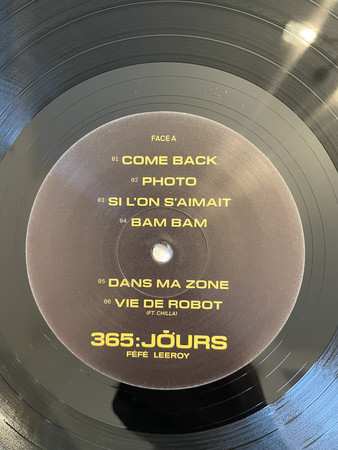 FACE A
01 COME BACK
02 PHOTO
03 SI L'ON S'AIMAIT
04 BAM BAM
05 DANS MA ZONE
06 VIE DE ROBOT
(FT. CHILLA)
365:JOURS
FÉFÉ LEEROY